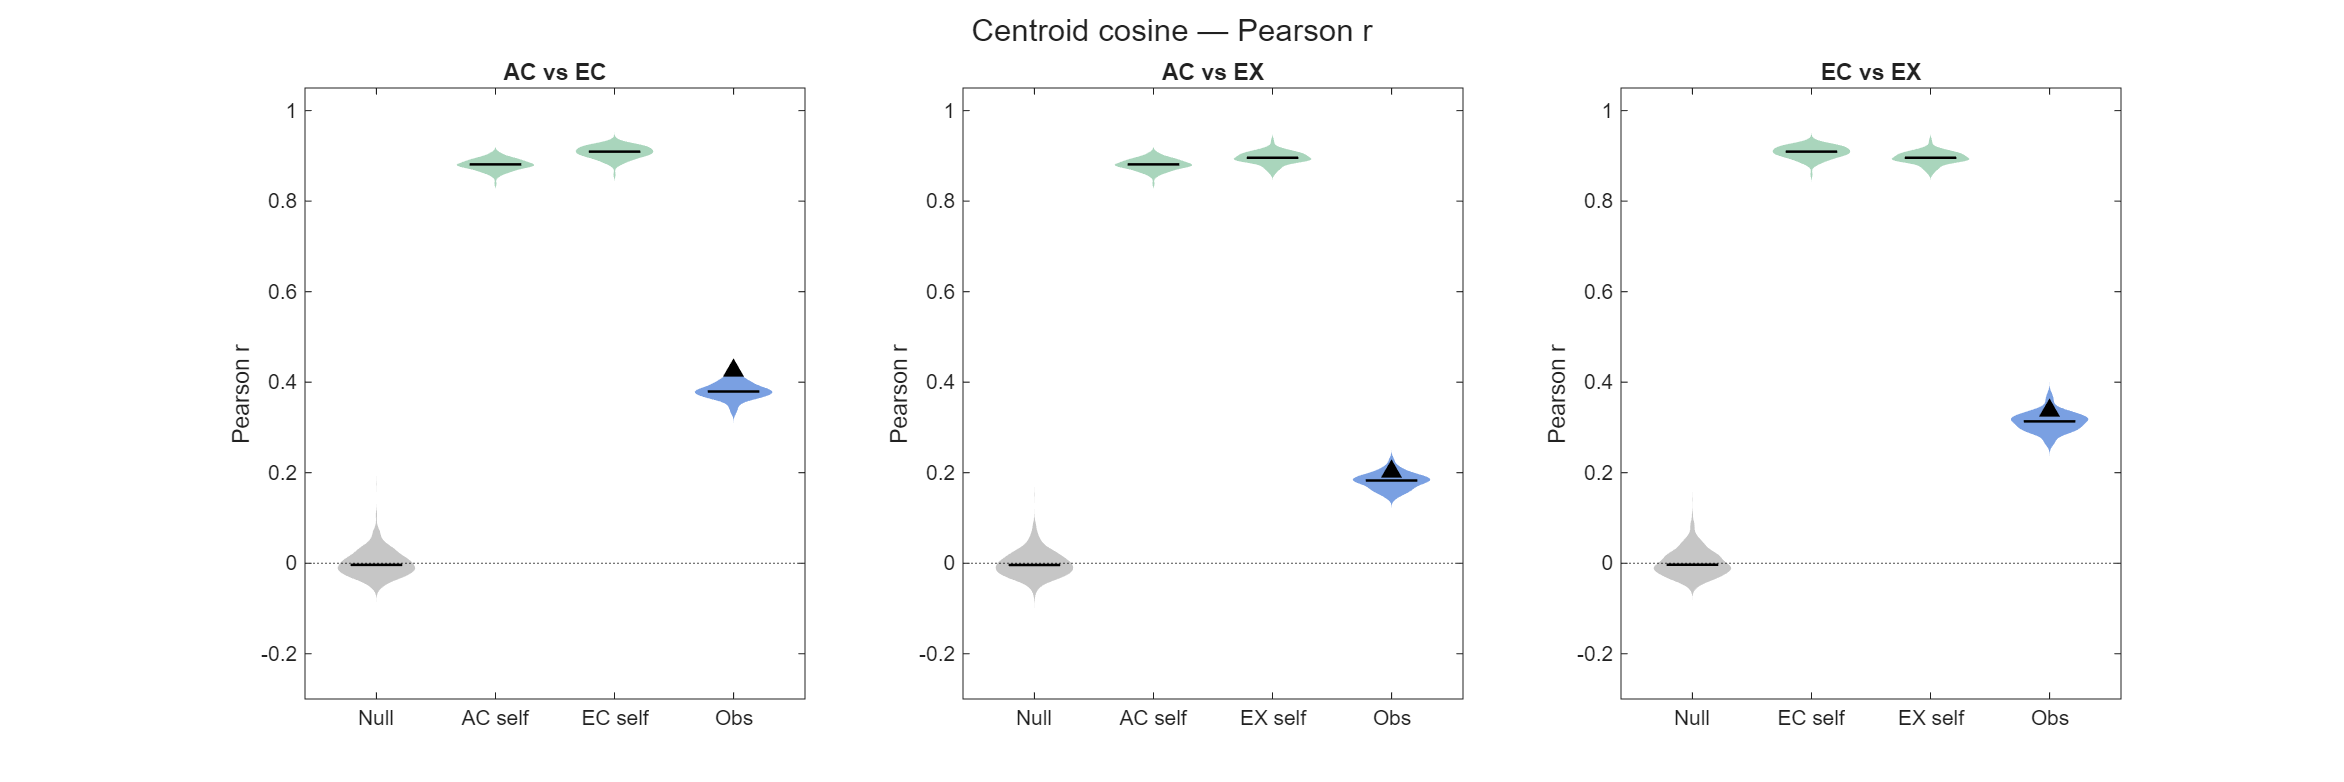 Centroid cosine — Pearson r
AC vs EC
Pearson r
1
0.8
0.6
0.4
0.2
0
-0.2
Null AC self EC self Obs
AC vs EX
Pearson r
1
0.8
0.6
0.4
0.2
0
-0.2
Null AC self EX self Obs
EC vs EX
Pearson r
1
0.8
0.6
0.4
0.2
0
-0.2
Null EC self EX self Obs